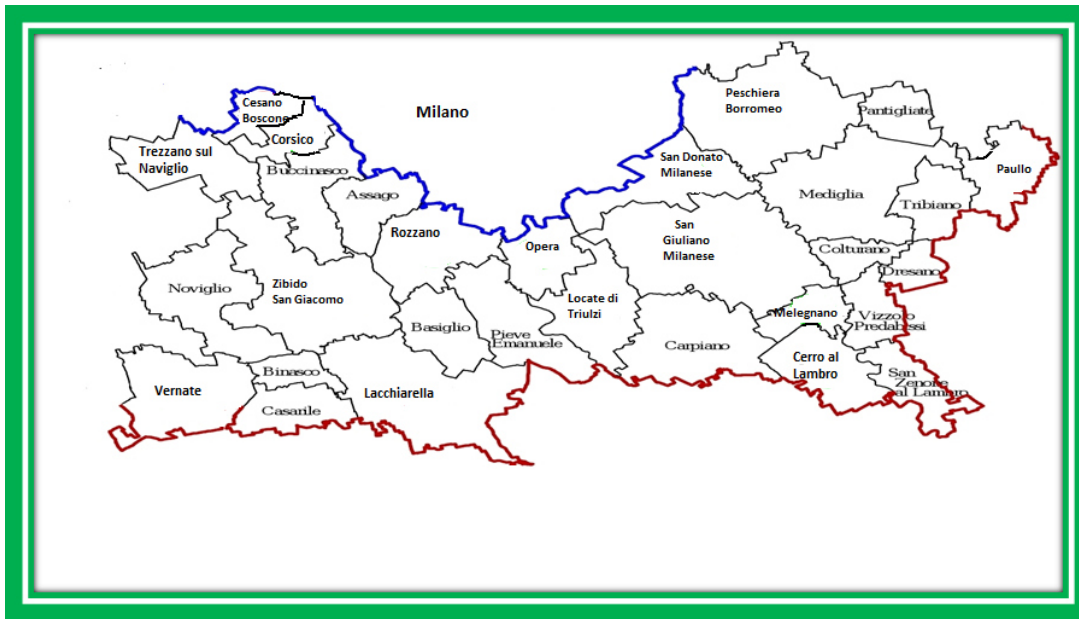 Milano
Cesano
Boscone
Corsico
Trezzano sul
Naviglio
Buccinasco
Assago
Rozzano
Opera
Peschiera
Borromeo
Pantigliate
San Donato
Milanese
Mediglia
Paullo
Tribiano
San
Giuliano
Milanese
Colturano
Dresano
Noviglio
Zibido
San Giacomo
Basiglio
Pieve
Emanuele
Locate di
Triulzi
Carpiano
Melegnano
Vizzolo
Predabissi
Cerro al
Lambro
San
Zenone
al Lambro
Vernate
Binasco
Casarile
Lacchiarella